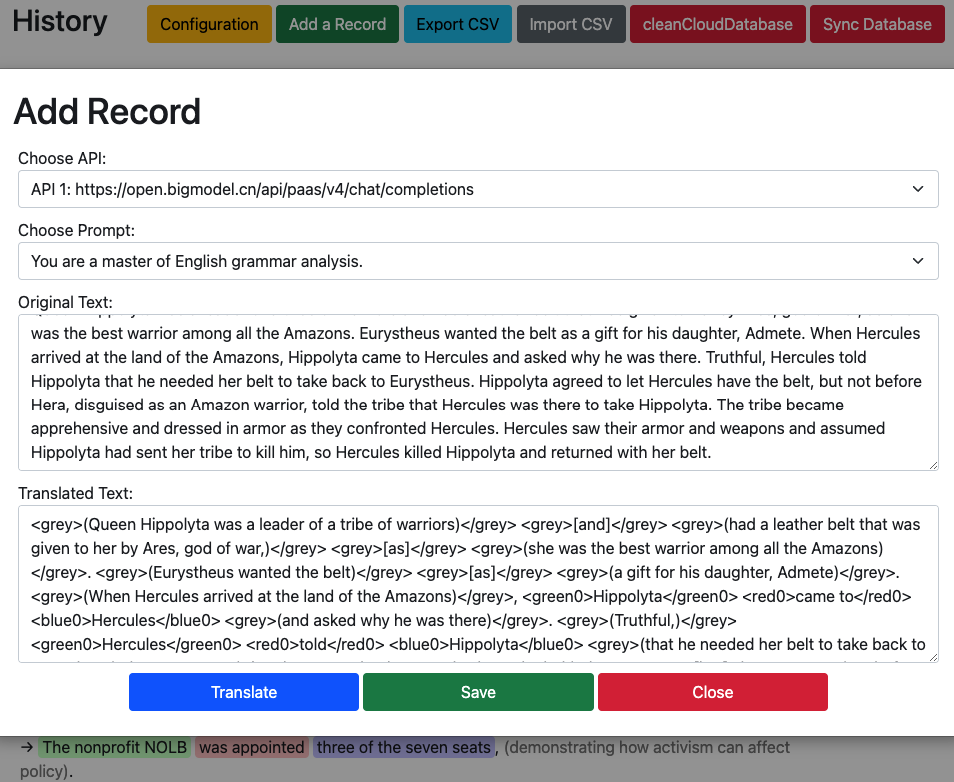 History
Configuration
Add a Record
Export CSV
Import CSV
cleanCloudDatabase
Sync Database
Add Record
Choose API:
API 1: https://open.bigmodel.cn/api/paas/v4/chat/completions
Choose Prompt:
You are a master of English grammar analysis.
Original Text:
was the best warrior among all the Amazons. Eurystheus wanted the belt as a gift for his daughter, Admete. When Hercules
arrived at the land of the Amazons, Hippolyta came to Hercules and asked why he was there. Truthful, Hercules told
Hippolyta that he needed her belt to take back to Eurystheus. Hippolyta agreed to let Hercules have the belt, but not before
Hera, disguised as an Amazon warrior, told the tribe that Hercules was there to take Hippolyta. The tribe became
apprehensive and dressed in armor as they confronted Hercules. Hercules saw their armor and weapons and assumed
Hippolyta had sent her tribe to kill him, so Hercules killed Hippolyta and returned with her belt.
Translated Text:
<grey>(Queen Hippolyta was a leader of a tribe of warriors)</grey> <grey>[and]</grey> <grey>(had a leather belt that was
given to her by Ares, god of war,)</grey> <grey>[as]</grey> <grey>(she was the best warrior among all the Amazons)
</grey>. <grey>(Eurystheus wanted the belt)</grey> <grey>[as]</grey> <grey>(a gift for his daughter, Admete)</grey>.
<grey>(When Hercules arrived at the land of the Amazons)</grey>, <green0>Hippolyta</green0> <red0>came to</red0>
<blue0>Hercules</blue0> <grey>(and asked why he was there)</grey>. <grey>(Truthful,)</grey>
<green0>Hercules</green0> <red0>told</red0> <blue0>Hippolyta</blue0> <grey>(that he needed her belt to take back to
Translate
Save
Close
→ The nonprofit NOLB was appointed three of the seven seats, (demonstrating how activism can affect
policy).